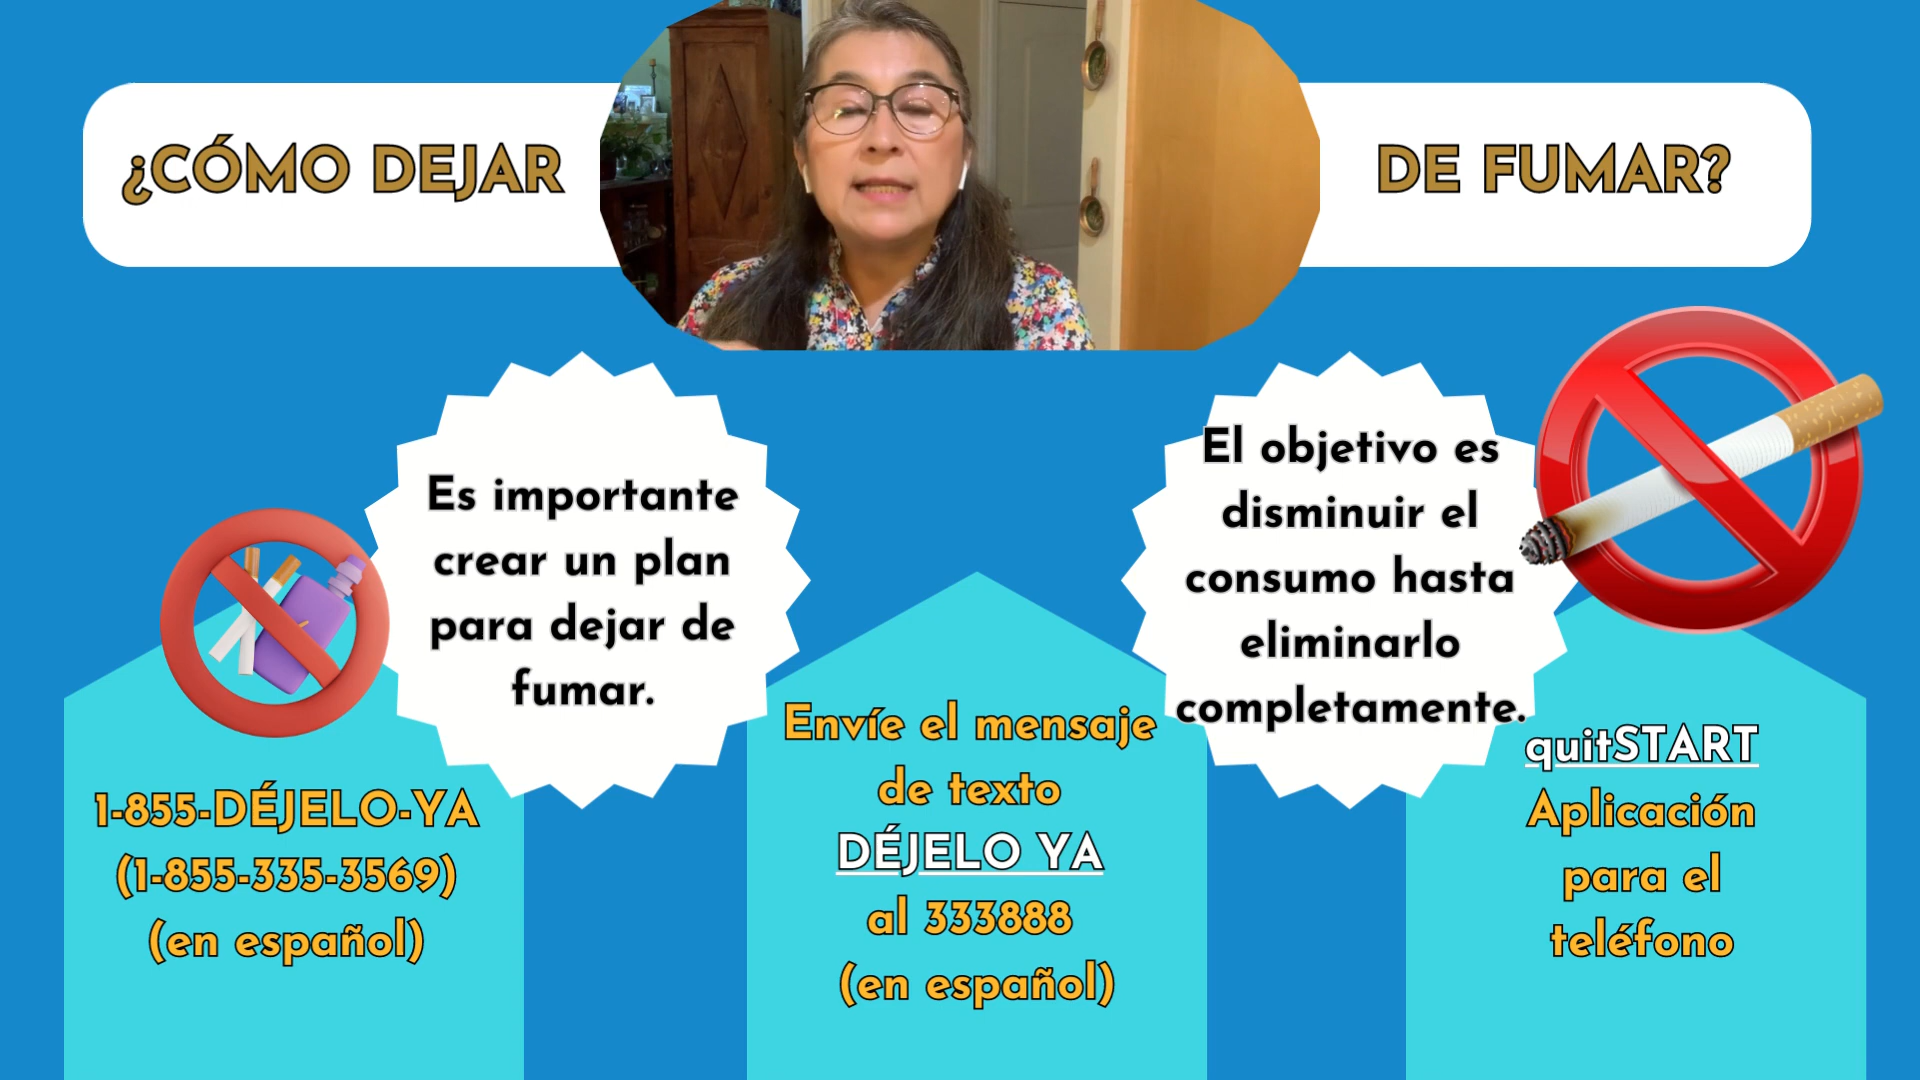 ¿CÓMO DEJAR DE FUMAR?
Es importante
crear un plan
para dejar de
fumar.
El objetivo es
disminuir el
consumo hasta
eliminarlo
completamente.
1-855-DÉJELO-YA
(1-855-335-3569)
(en español)
Envíe el mensaje
de texto
DÉJELO YA
al 333888
(en español)
quitSTART
Aplicación
para el
teléfono